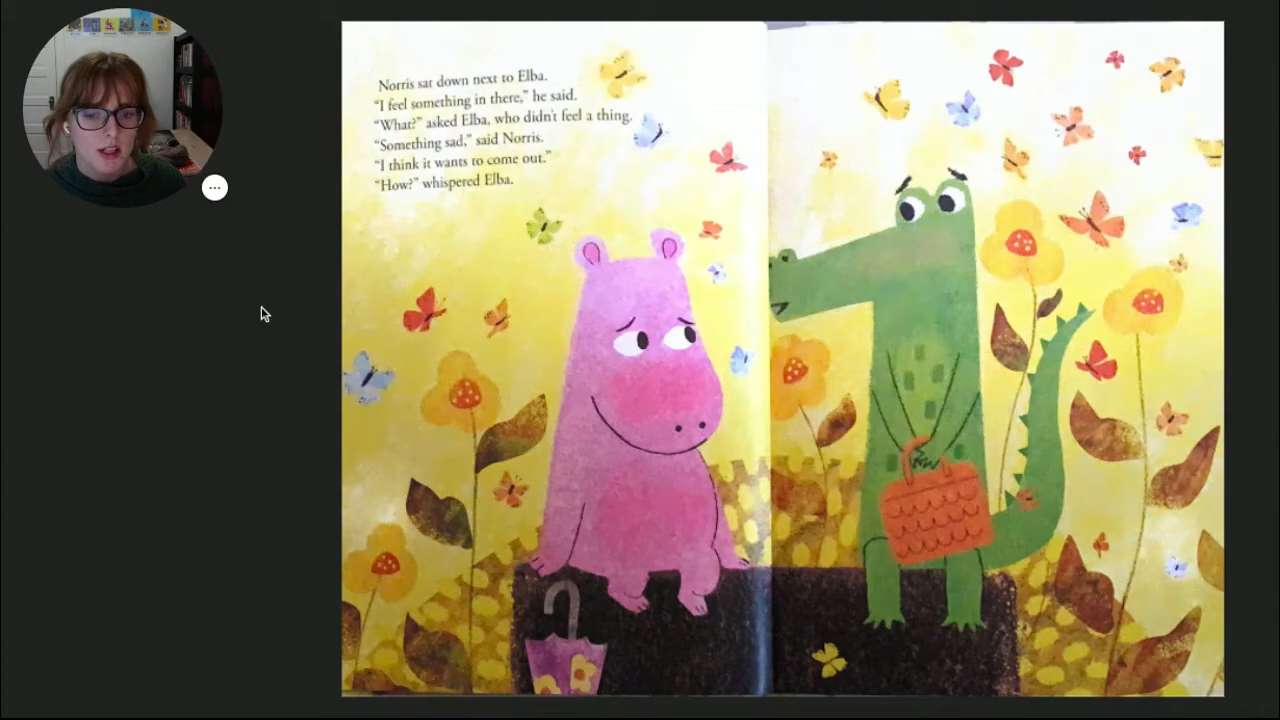 Norris sat down next to Elba.
“I feel something in there,” he said.
“What?” asked Elba, who didn’t feel a thing.
“Something sad,” said Norris.
“I think it wants to come out.”
“How?” whispered Elba.